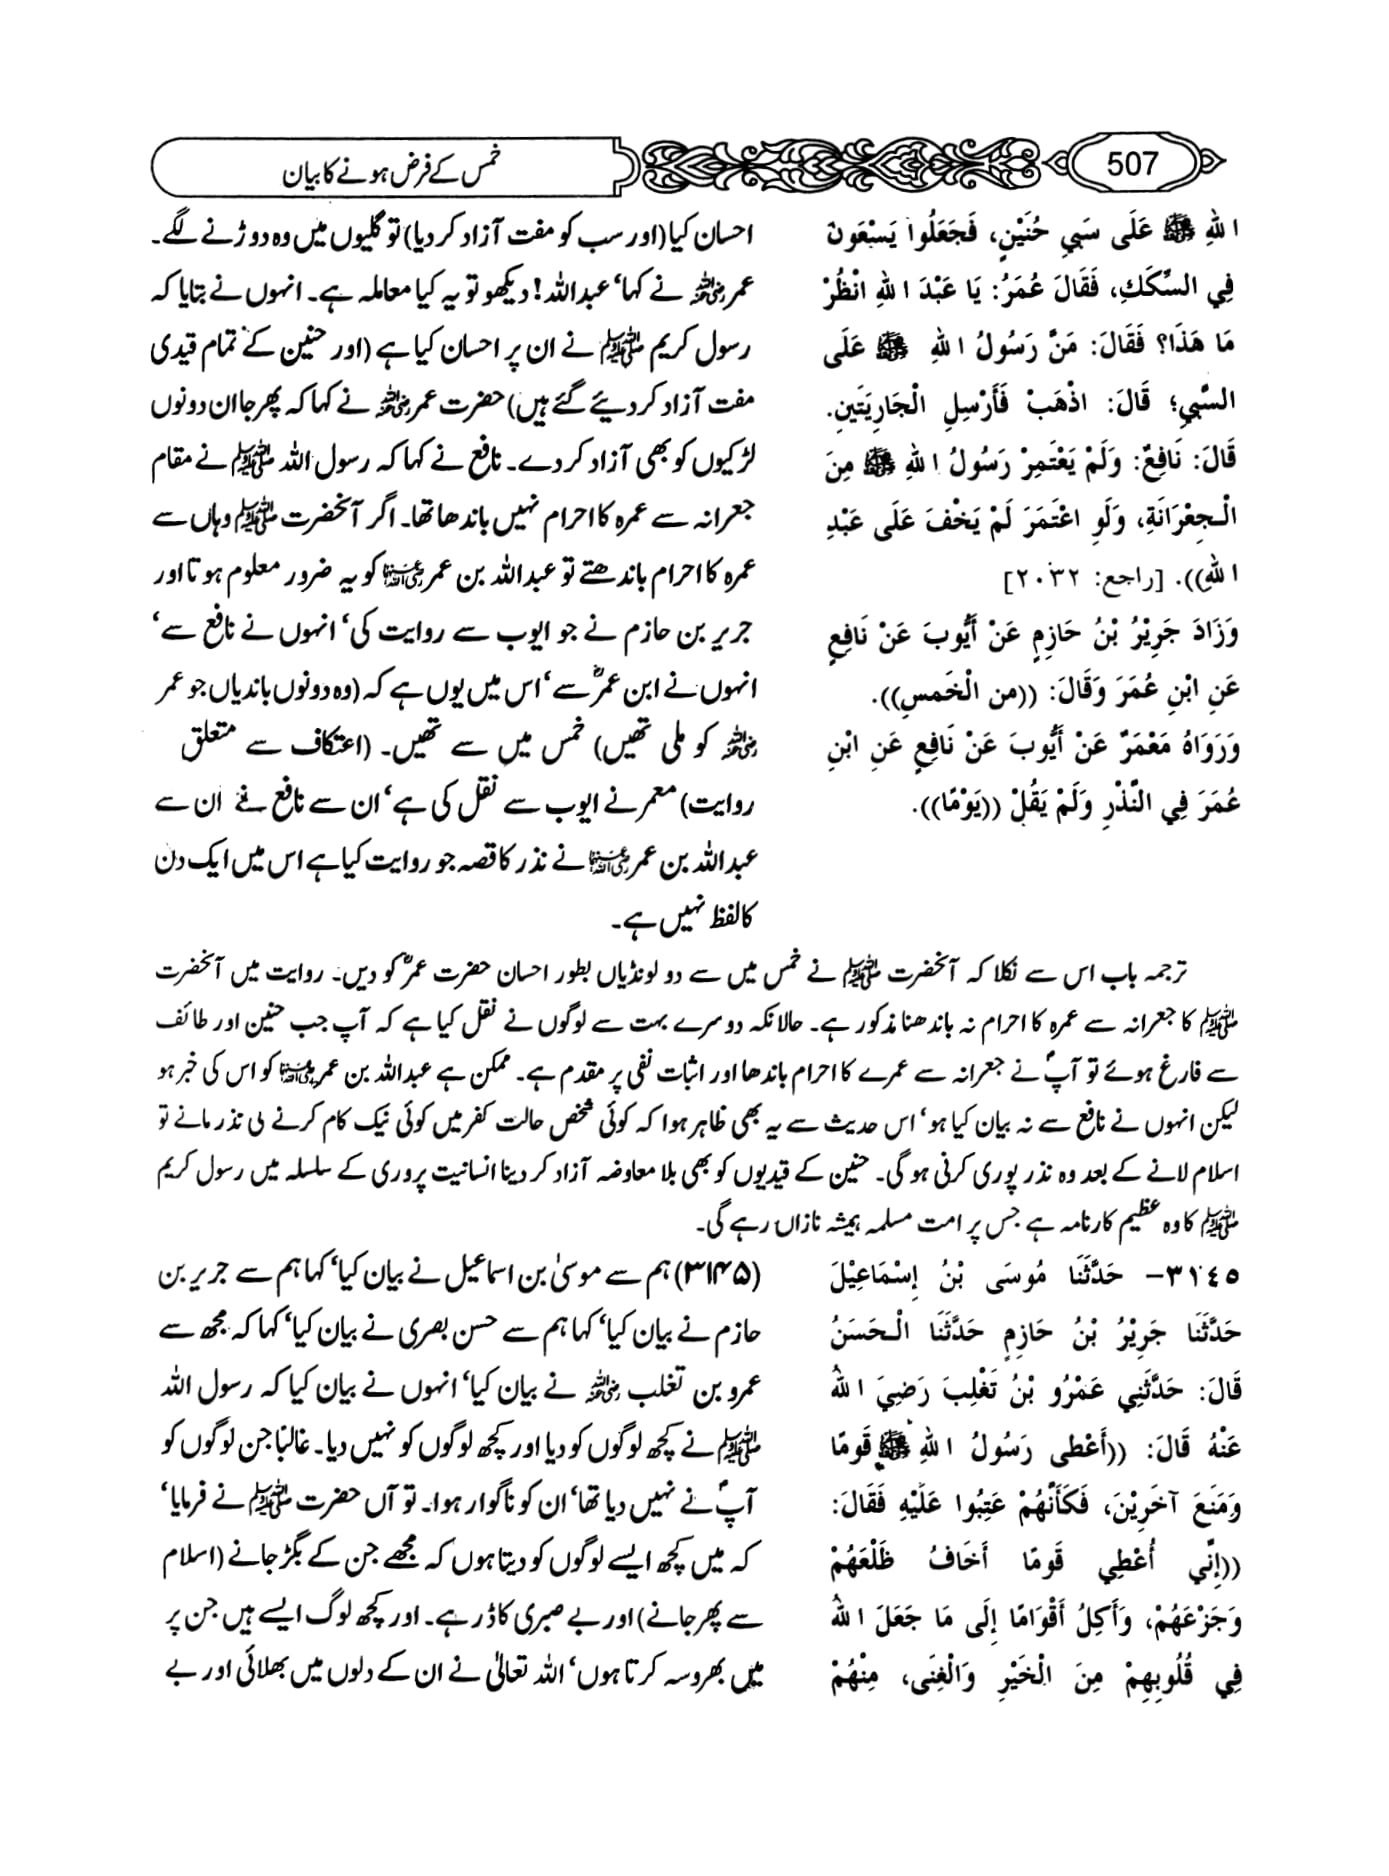 507
خمس کے فرض ہونے کا بیان
اللهِ ﷺ عَلَى سَبْيِ حُنَيْنٍ، فَجَعَلُوا يَسْعَونَ
فِي السِّكَكِ، فَقَالَ عُمَرُ: يَا عَبْدَ اللهِ انْظُرْ
مَا هَذَا؟ فَقَالَ: مَنَّ رَسُولُ اللهِ ﷺ عَلَى
السَّبْيِ؛ قَالَ: اذْهَبْ فَأَرْسِلِ الْجَارِيَتَينِ.
قَالَ: نَافِعٌ: وَلَمْ يَعْتَمِرْ رَسُولُ اللهِ ﷺ مِنَ
الْـجِعْرَانَةِ، وَلَوِ اعْتَمَرَ لَمْ يَخْفَ عَلَى عَبْدِ
اللهِ)). [راجع: ٢٠٣٢]
وَزَادَ جَرِيْرُ بْنُ حَازِمٍ عَنْ أَيُّوبَ عَنْ نَافِعٍ
عَنِ ابْنِ عُمَرَ وَقَالَ: ((من الْخَمسِ)).
وَرَوَاهُ مَعْمَرٌ عَنْ أَيُّوبَ عَنْ نَافِعٍ عَنِ ابْنِ
عُمَرَ فِي النَّذْرِ وَلَمْ يَقُلْ ((يَوْمًا)).
احسان کیا (اور سب کو مفت آزاد کر دیا) تو گلیوں میں وہ دوڑنے لگے۔
عمر رضی اللہ عنہ نے کہا‘ عبداللہ! دیکھو تو یہ کیا معاملہ ہے۔ انہوں نے بتایا کہ
رسول کریم ﷺ نے ان پر احسان کیا ہے (اور حنین کے تمام قیدی
مفت آزاد کر دیئے گئے ہیں) حضرت عمر رضی اللہ عنہ نے کہا کہ پھر جا ان دونوں
لڑکیوں کو بھی آزاد کر دے۔ نافع نے کہا کہ رسول اللہ ﷺ نے مقام
جعرانہ سے عمرہ کا احرام نہیں باندھا تھا۔ اگر آنحضرت ﷺ وہاں سے
عمرہ کا احرام باندھتے تو عبداللہ بن عمر رضی اللہ عنہما کو یہ ضرور معلوم ہوتا اور
جریر بن حازم نے جو ایوب سے روایت کی‘ انہوں نے نافع سے‘
انہوں نے ابن عمرؓ سے‘ اس میں یوں ہے کہ (وہ دونوں باندیاں جو عمر
رضی اللہ عنہ کو ملی تھیں) خمس میں سے تھیں۔ (اعتکاف سے متعلق
روایت) معمر نے ایوب سے نقل کی ہے‘ ان سے نافع نے ان سے
عبداللہ بن عمر رضی اللہ عنہما نے نذر کا قصہ جو روایت کیا ہے اس میں ایک دن
کا لفظ نہیں ہے۔
ترجمہ باب اس سے نکلا کہ آنحضرت ﷺ نے خمس میں سے دو لونڈیاں بطور احسان حضرت عمرؓ کو دیں۔ روایت میں آنحضرت
ﷺ کا جعرانہ سے عمرہ کا احرام نہ باندھنا مذکور ہے۔ حالانکہ دوسرے بہت سے لوگوں نے نقل کیا ہے کہ آپ جب حنین اور طائف
سے فارغ ہوئے تو آپؐ نے جعرانہ سے عمرے کا احرام باندھا اور اثبات نفی پر مقدم ہے۔ ممکن ہے عبداللہ بن عمر رضی اللہ عنہما کو اس کی خبر ہو
لیکن انہوں نے نافع سے نہ بیان کیا ہو‘ اس حدیث سے یہ بھی ظاہر ہوا کہ کوئی شخص حالت کفر میں کوئی نیک کام کرنے لی نذر مانے تو
اسلام لانے کے بعد وہ نذر پوری کرنی ہو گی۔ حنین کے قیدیوں کو بھی بلا معاوضہ آزاد کر دینا انسانیت پروری کے سلسلہ میں رسول کریم
ﷺ کا وہ عظیم کارنامہ ہے جس پر امت مسلمہ ہمیشہ نازاں رہے گی۔
٣١٤٥- حَدَّثَنَا مُوسَى بْنُ إِسْمَاعِيْلَ
حَدَّثَنَا جَرِيْرُ بْنُ حَازِمٍ حَدَّثَنَا الْـحَسَنُ
قَالَ: حَدَّثَنِي عَمْرُو بْنُ تَغْلِبَ رَضِيَ اللهُ
عَنْهُ قَالَ: ((أَعْطى رَسُولُ اللهِ ﷺ قَومًا
وَمَنَعَ آخَرِيْنَ، فَكَأَنَّهُمْ عَتِبُوا عَلَيْهِ فَقَالَ:
((إِنِّي أُعْطِي قَومًا أَخَافُ ظَلْعَهُمْ
وَجَزْعَهُمْ، وَأَكِلُ أَقْوَامًا إِلَى مَا جَعَلَ اللهُ
فِي قُلُوبِهِمْ مِنَ الْخَيْرِ وَالْغِنَى، مِنْهُمْ
(۳۱۴۵) ہم سے موسیٰ بن اسماعیل نے بیان کیا‘ کہا ہم سے جریر بن
حازم نے بیان کیا‘ کہا ہم سے حسن بصری نے بیان کیا‘ کہا کہ مجھ سے
عمرو بن تغلب رضی اللہ عنہ نے بیان کیا‘ انہوں نے بیان کیا کہ رسول اللہ
ﷺ نے کچھ لوگوں کو دیا اور کچھ لوگوں کو نہیں دیا۔ غالباً جن لوگوں کو
آپؐ نے نہیں دیا تھا‘ ان کو ناگوار ہوا۔ تو آں حضرت ﷺ نے فرمایا‘
کہ میں کچھ ایسے لوگوں کو دیتا ہوں کہ مجھے جن کے بگڑ جانے (اسلام
سے پھر جانے) اور بے صبری کا ڈر ہے۔ اور کچھ لوگ ایسے ہیں جن پر
میں بھروسہ کرتا ہوں‘ اللہ تعالیٰ نے ان کے دلوں میں بھلائی اور بے